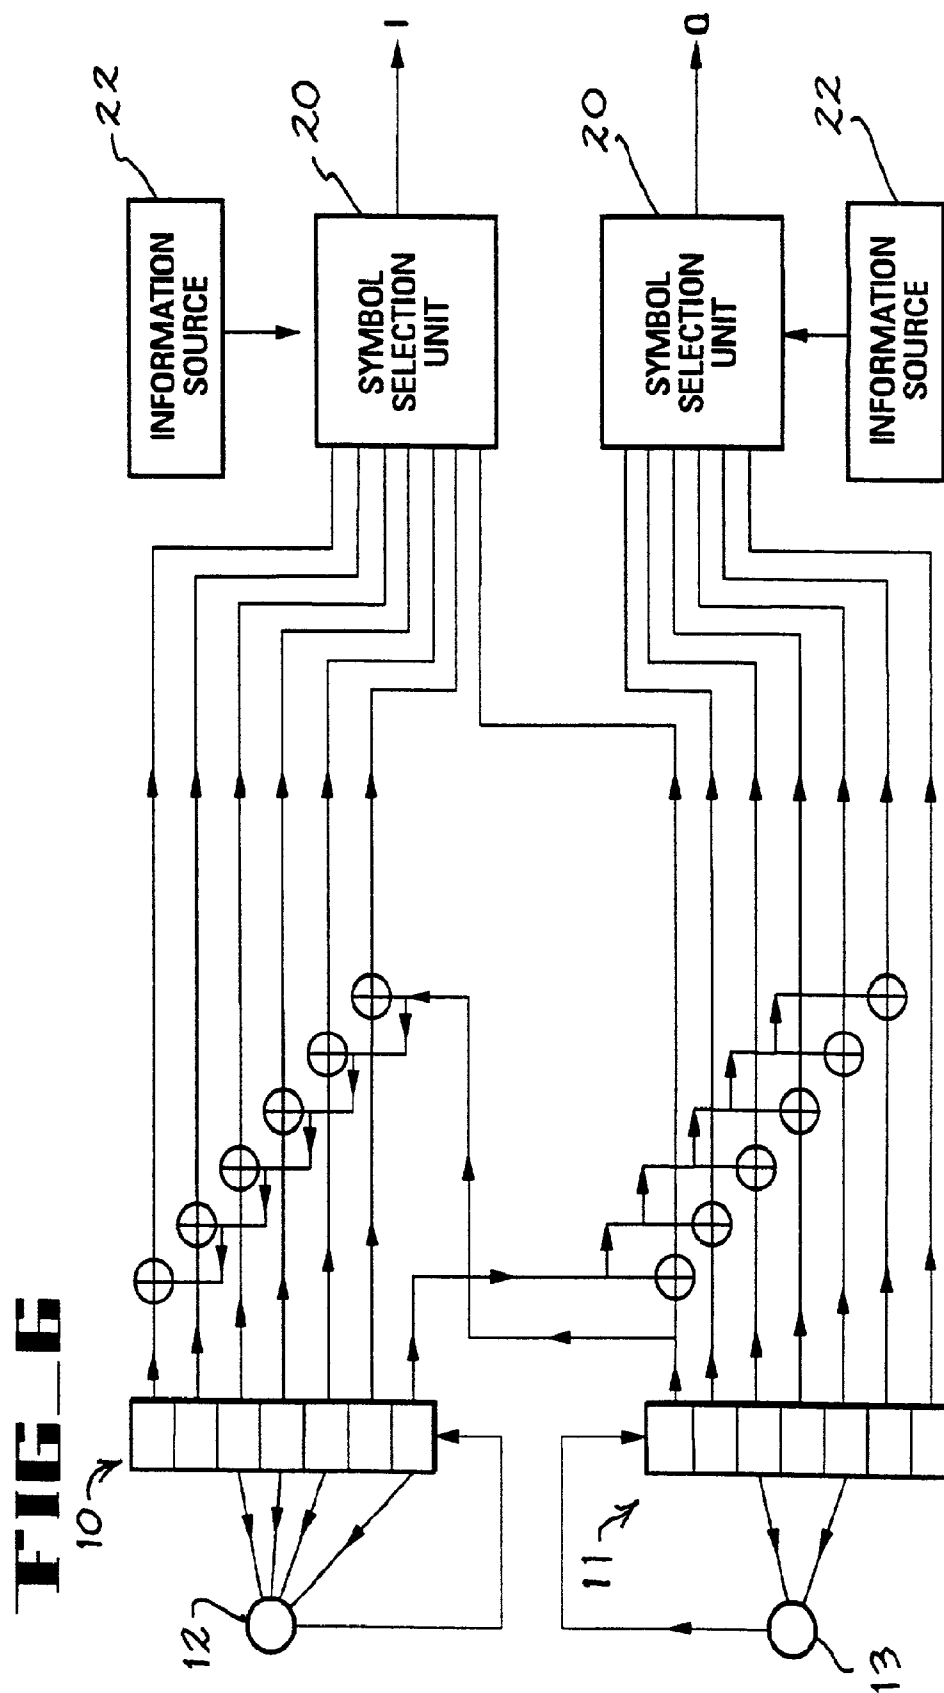 FIG_6
22
20
I
20
Q
22
INFORMATION
SOURCE
SYMBOL
SELECTION
UNIT
SYMBOL
SELECTION
UNIT
INFORMATION
SOURCE
10
11
12
13